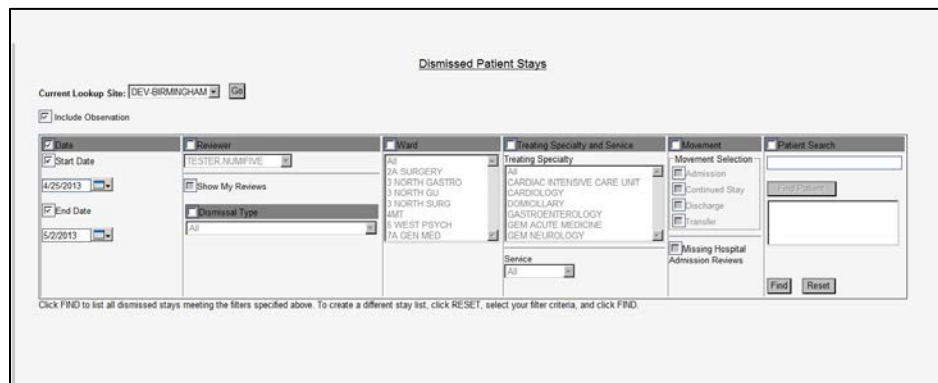 Dismissed Patient Stays
Current Lookup Site: DEV-BIRMINGHAM Go
Include Observation
Date
Start Date
4/25/2013
End Date
5/2/2013
Reviewer
TESTER,NUMIFIVE
Show My Reviews
Dismissal Type
All
Ward
All
2A SURGERY
3 NORTH GASTRO
3 NORTH GU
3 NORTH SURG
4MT
5 WEST PSYCH
7A GEN MED
Treating Specialty and Service
Treating Specialty
All
CARDIAC INTENSIVE CARE UNIT
CARDIOLOGY
DOMICILLARY
GASTROENTEROLOGY
GEM ACUTE MEDICINE
GEM NEUROLOGY
Service
All
Movement
Movement Selection
Admission
Continued Stay
Discharge
Transfer
Missing Hospital
Admission Reviews
Patient Search
Find Patient
Find Reset
Click FIND to list all dismissed stays meeting the filters specified above. To create a different stay list, click RESET, select your filter criteria, and click FIND.